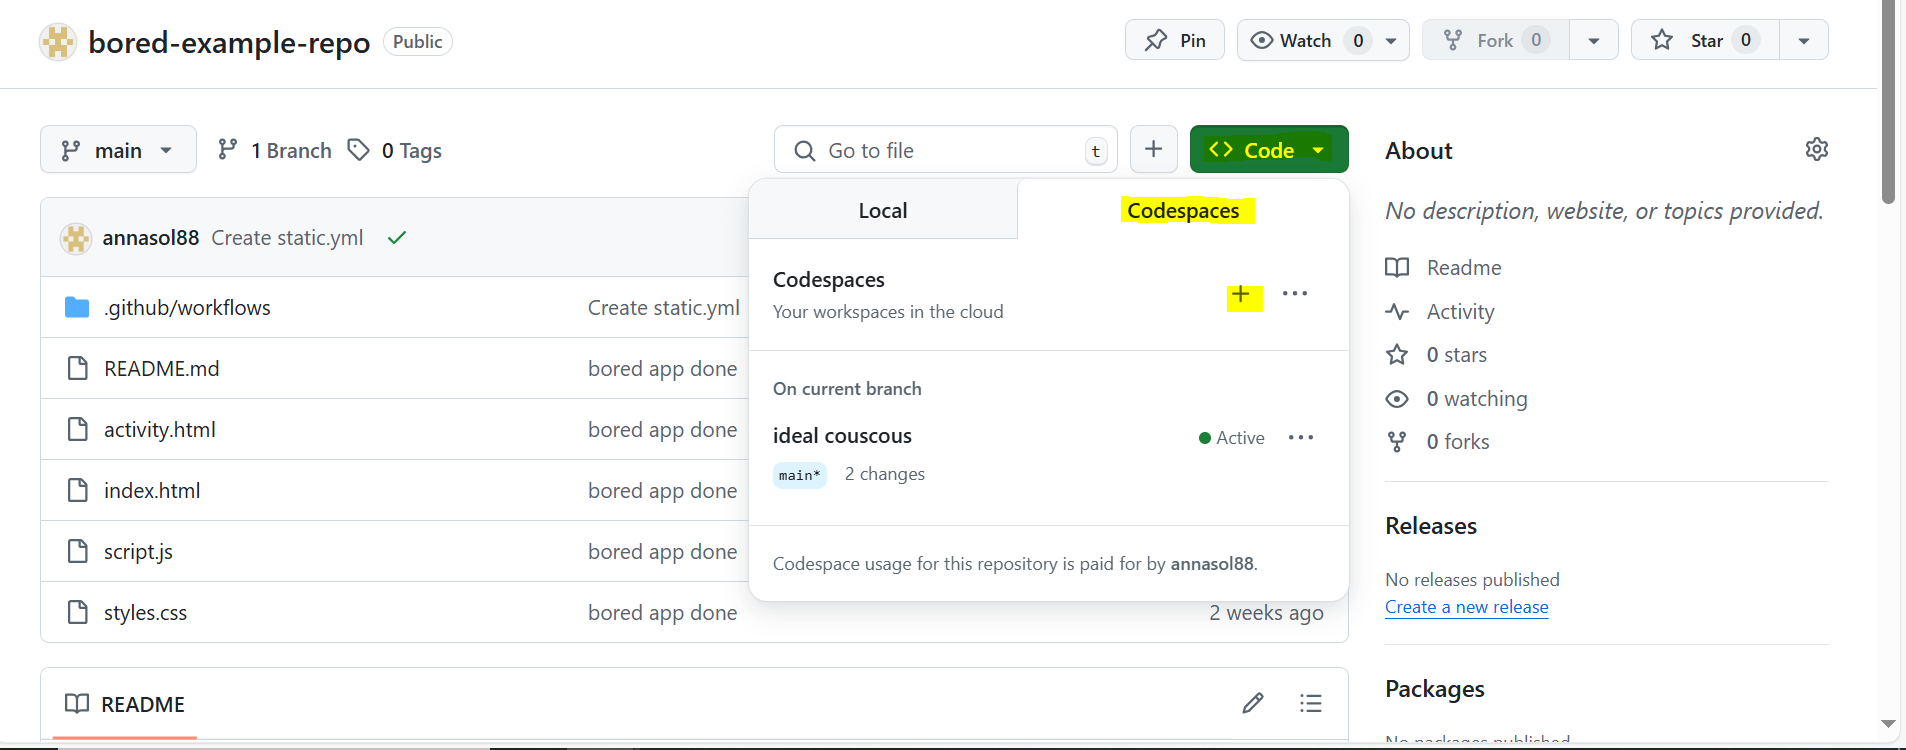 bored-example-repo Public Pin Watch 0 Fork 0 Star 0
main 1 Branch 0 Tags Go to file t Code
Local Codespaces
annasol88 Create static.yml
Codespaces
Your workspaces in the cloud
.github/workflows Create static.yml
README.md bored app done
On current branch
activity.html bored app done
ideal couscous Active
main* 2 changes
index.html bored app done
script.js bored app done
Codespace usage for this repository is paid for by annasol88.
styles.css bored app done 2 weeks ago
README
About
No description, website, or topics provided.
Readme
Activity
0 stars
0 watching
0 forks
Releases
No releases published
Create a new release
Packages
No packages published